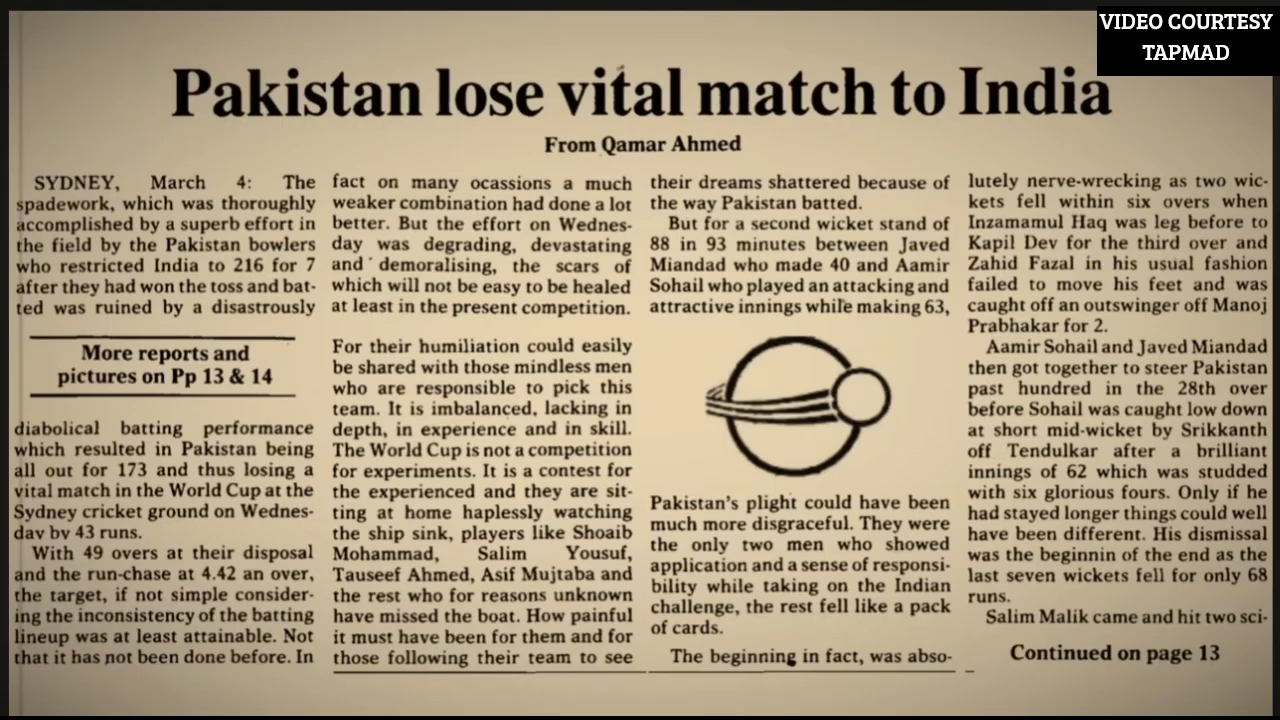 VIDEO COURTESY
TAPMAD
Pakistan lose vital match to India
From Qamar Ahmed
SYDNEY, March 4: The
spadework, which was thoroughly
accomplished by a superb effort in
the field by the Pakistan bowlers
who restricted India to 216 for 7
after they had won the toss and bat-
ted was ruined by a disastrously
More reports and
pictures on Pp 13 & 14
diabolical batting performance
which resulted in Pakistan being
all out for 173 and thus losing a
vital match in the World Cup at the
Sydney cricket ground on Wednes-
day by 43 runs.
With 49 overs at their disposal
and the run-chase at 4.42 an over,
the target, if not simple consider-
ing the inconsistency of the batting
lineup was at least attainable. Not
that it has not been done before. In
fact on many ocassions a much
weaker combination had done a lot
better. But the effort on Wednes-
day was degrading, devastating
and demoralising, the scars of
which will not be easy to be healed
at least in the present competition.
For their humiliation could easily
be shared with those mindless men
who are responsible to pick this
team. It is imbalanced, lacking in
depth, in experience and in skill.
The World Cup is not a competition
for experiments. It is a contest for
the experienced and they are sit-
ting at home haplessly watching
the ship sink, players like Shoaib
Mohammad, Salim Yousuf,
Tauseef Ahmed, Asif Mujtaba and
the rest who for reasons unknown
have missed the boat. How painful
it must have been for them and for
those following their team to see
their dreams shattered because of
the way Pakistan batted.
But for a second wicket stand of
88 in 93 minutes between Javed
Miandad who made 40 and Aamir
Sohail who played an attacking and
attractive innings while making 63,
Pakistan's plight could have been
much more disgraceful. They were
the only two men who showed
application and a sense of responsi-
bility while taking on the Indian
challenge, the rest fell like a pack
of cards.
The beginning in fact, was abso-
lutely nerve-wrecking as two wic-
kets fell within six overs when
Inzamamul Haq was leg before to
Kapil Dev for the third over and
Zahid Fazal in his usual fashion
failed to move his feet and was
caught off an outswinger off Manoj
Prabhakar for 2.
Aamir Sohail and Javed Miandad
then got together to steer Pakistan
past hundred in the 28th over
before Sohail was caught low down
at short mid-wicket by Srikkanth
off Tendulkar after a brilliant
innings of 62 which was studded
with six glorious fours. Only if he
had stayed longer things could well
have been different. His dismissal
was the beginnin of the end as the
last seven wickets fell for only 68
runs.
Salim Malik came and hit two sci-
Continued on page 13